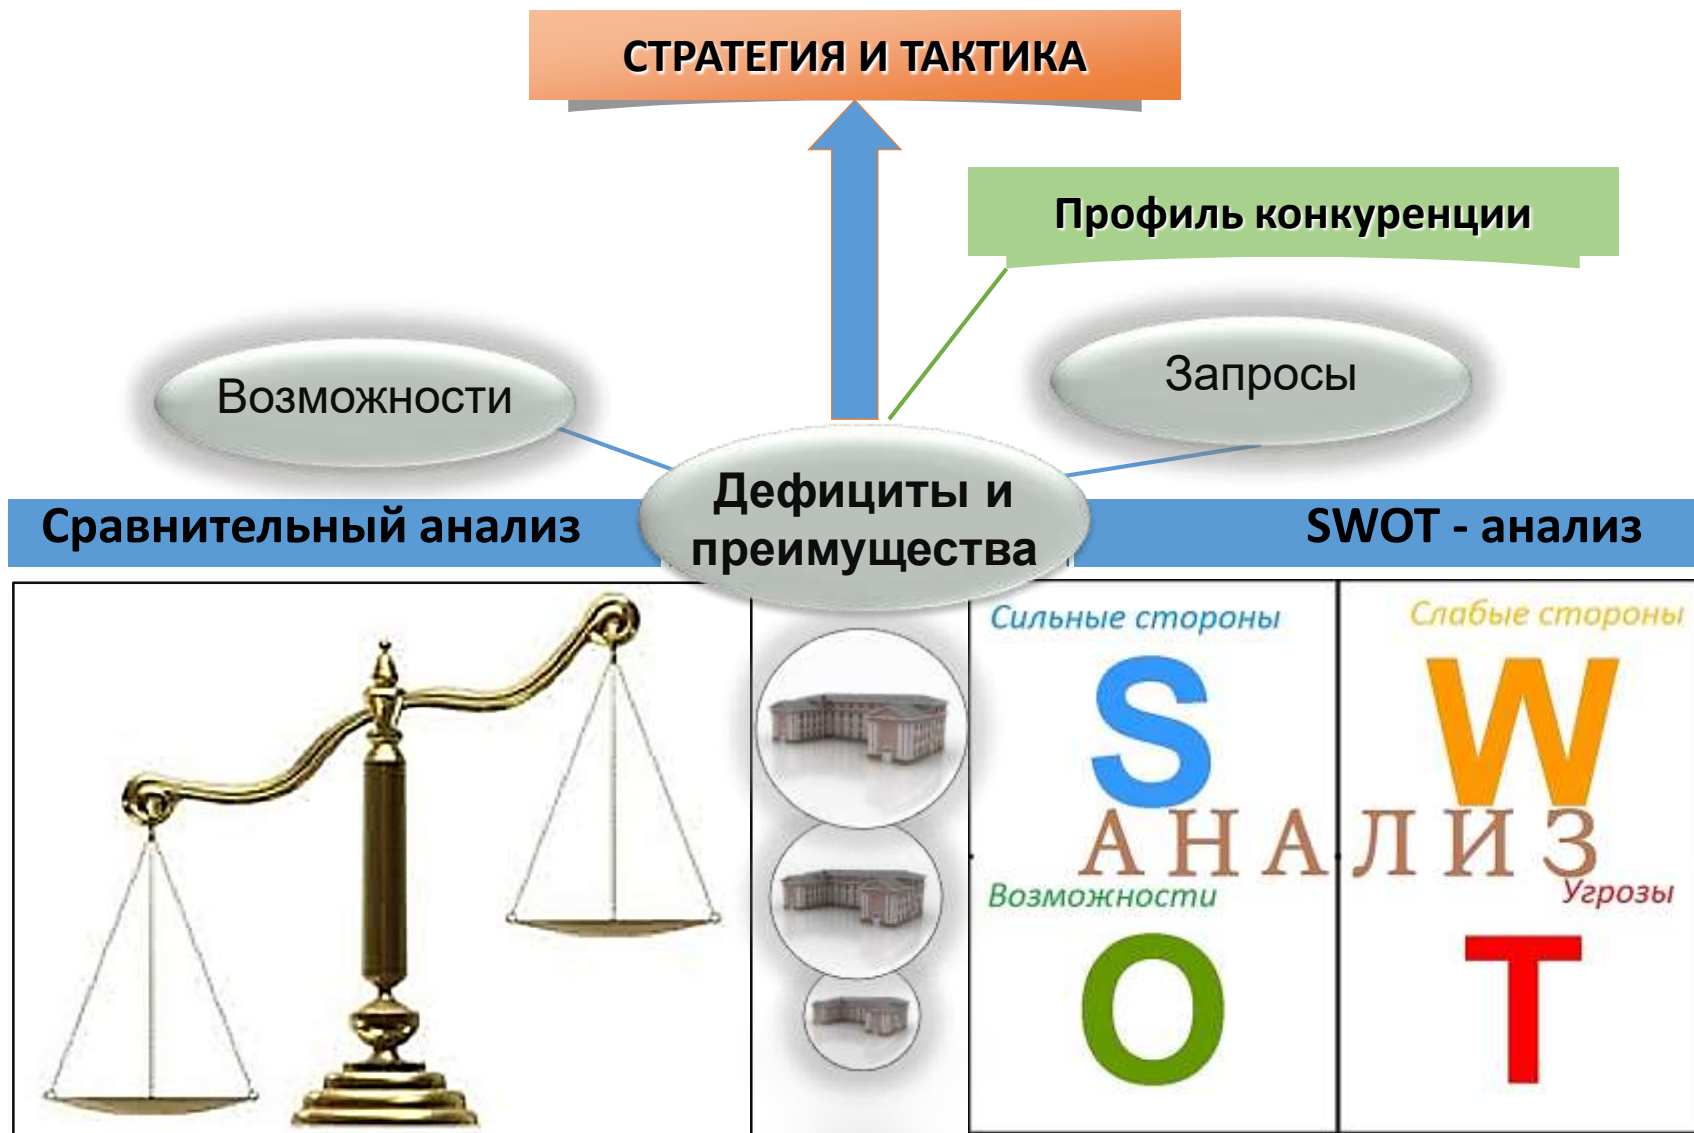 СТРАТЕГИЯ И ТАКТИКА
Профиль конкуренции
Возможности
Запросы
Дефициты и
преимущества
Сравнительный анализ
SWOT - анализ
Сильные стороны
Слабые стороны
S
W
АНАЛИЗ
Возможности
Угрозы
O
T